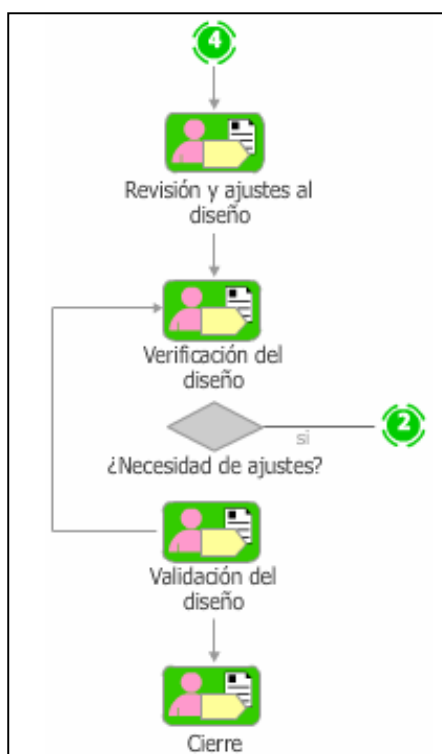 4
Revisión y ajustes al
diseño
Verificación del
diseño
si
2
¿Necesidad de ajustes?
Validación del
diseño
Cierre